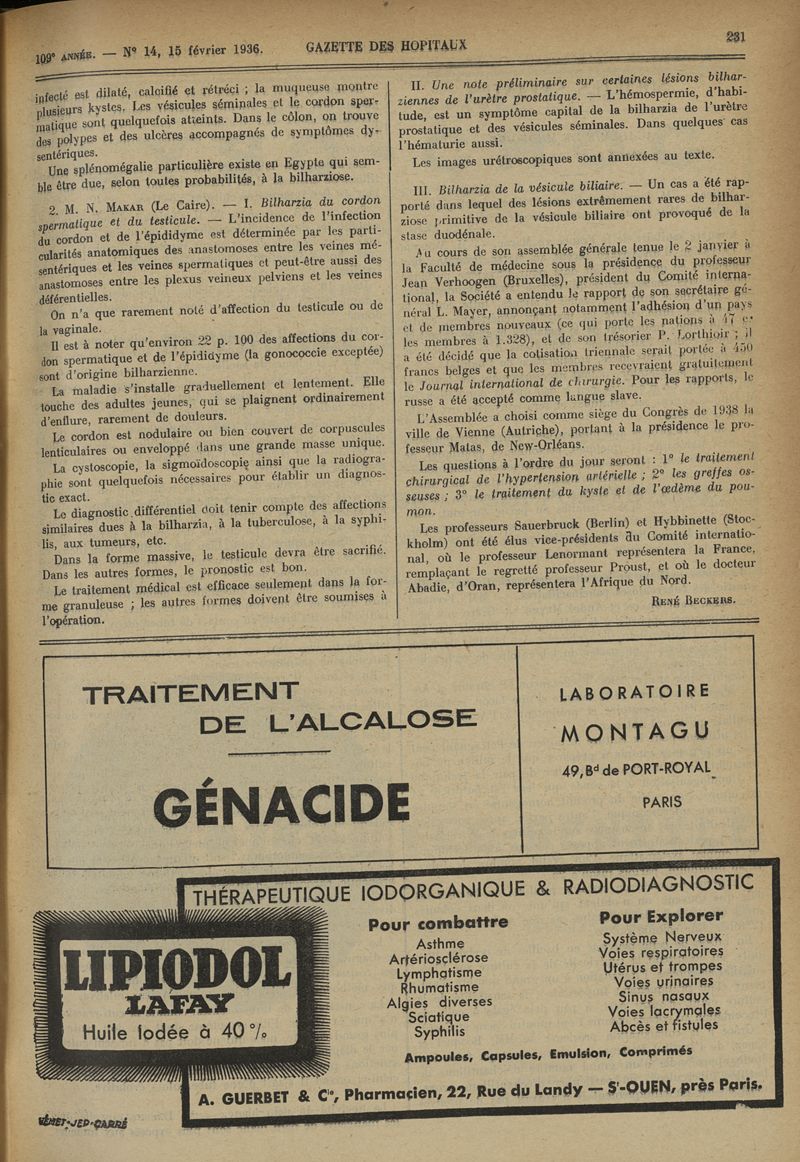 109e ANNÉE. — N° 14, 15 février 1936.
GAZETTE DES HOPITAUX
231
infecté est dilaté, calcifié et rétréci ; la muqueuse montre
plusieurs kystes. Les vésicules séminales et le cordon sper-
matique sont quelquefois atteints. Dans le côlon, on trouve
des polypes et des ulcères accompagnés de symptômes dy-
sentériques.
Une splénomégalie particulière existe en Egypte qui sem-
ble être due, selon toutes probabilités, à la bilharziose.
2. M. N. MAKAR (Le Caire). — I. Bilharzia du cordon
spermatique et du testicule. — L'incidence de l'infection
du cordon et de l'épididyme est déterminée par les parti-
cularités anatomiques des anastomoses entre les veines mé-
sentériques et les veines spermatiques et peut-être aussi des
anastomoses entre les plexus veineux pelviens et les veines
déférentielles.
On n'a que rarement noté d'affection du testicule ou de
la vaginale.
Il est à noter qu'environ 22 p. 100 des affections du cor-
don spermatique et de l'épididyme (la gonococcie exceptée)
sont d'origine bilharzienne.
La maladie s'installe graduellement et lentement. Elle
touche des adultes jeunes, qui se plaignent ordinairement
d'enflure, rarement de douleurs.
Le cordon est nodulaire ou bien couvert de corpuscules
lenticulaires ou enveloppé dans une grande masse unique.
La cystoscopie, la sigmoïdoscopie ainsi que la radiogra-
phie sont quelquefois nécessaires pour établir un diagnos-
tic exact.
Le diagnostic différentiel doit tenir compte des affections
similaires dues à la bilharzia, à la tuberculose, à la syphi-
lis, aux tumeurs, etc.
Dans la forme massive, le testicule devra être sacrifié.
Dans les autres formes, le pronostic est bon.
Le traitement médical est efficace seulement dans la for-
me granuleuse ; les autres formes doivent être soumises à
l'opération.
II. Une note préliminaire sur certaines lésions bilhar-
ziennes de l'urètre prostatique. — L'hémospermie, d'habi-
tude, est un symptôme capital de la bilharzia de l'urètre
prostatique et des vésicules séminales. Dans quelques cas
l'hématurie aussi.
Les images urétroscopiques sont annexées au texte.
III. Bilharzia de la vésicule biliaire. — Un cas a été rap-
porté dans lequel des lésions extrêmement rares de bilhar-
ziose primitive de la vésicule biliaire ont provoqué de la
stase duodénale.
Au cours de son assemblée générale tenue le 2 janvier à
la Faculté de médecine sous la présidence du professeur
Jean Verhoogen (Bruxelles), président du Comité interna-
tional, la Société a entendu le rapport de son secrétaire gé-
néral L. Mayer, annonçant notamment l'adhésion d'un pays
et de membres nouveaux (ce qui porte les nations à 47 et
les membres à 1.328), et de son trésorier P. Lorthioir ; il
a été décidé que la cotisation triennale serait portée à 450
francs belges et que les membres recevraient gratuitement
le Journal international de chirurgie. Pour les rapports, le
russe a été accepté comme langue slave.
L'Assemblée a choisi comme siège du Congrès de 1938 la
ville de Vienne (Autriche), portant à la présidence le pro-
fesseur Matas, de New-Orléans.
Les questions à l'ordre du jour seront : 1° le traitement
chirurgical de l'hypertension artérielle ; 2° les greffes os-
seuses ; 3° le traitement du kyste et de l'œdème du pou-
mon.
Les professeurs Sauerbruck (Berlin) et Hybbinette (Stoc-
kholm) ont été élus vice-présidents du Comité internatio-
nal, où le professeur Lenormant représentera la France,
remplaçant le regretté professeur Proust, et où le docteur
Abadie, d'Oran, représentera l'Afrique du Nord.
RENÉ BECKERS.
TRAITEMENT
DE L'ALCALOSE
GÉNACIDE
LABORATOIRE
MONTAGU
49, Bd de PORT-ROYAL
PARIS
THÉRAPEUTIQUE IODORGANIQUE & RADIODIAGNOSTIC
LIPIODOL
LAFAY
Huile Iodée à 40 %
Pour combattre
Asthme
Artériosclérose
Lymphatisme
Rhumatisme
Algies diverses
Sciatique
Syphilis
Pour Explorer
Système Nerveux
Voies respiratoires
Utérus et trompes
Voies urinaires
Sinus nasaux
Voies lacrymales
Abcès et fistules
Ampoules, Capsules, Emulsion, Comprimés
A. GUERBET & Cie, Pharmacien, 22, Rue du Landy — St-OUEN, près Paris.
VÉNET-JEP-CARRÉ